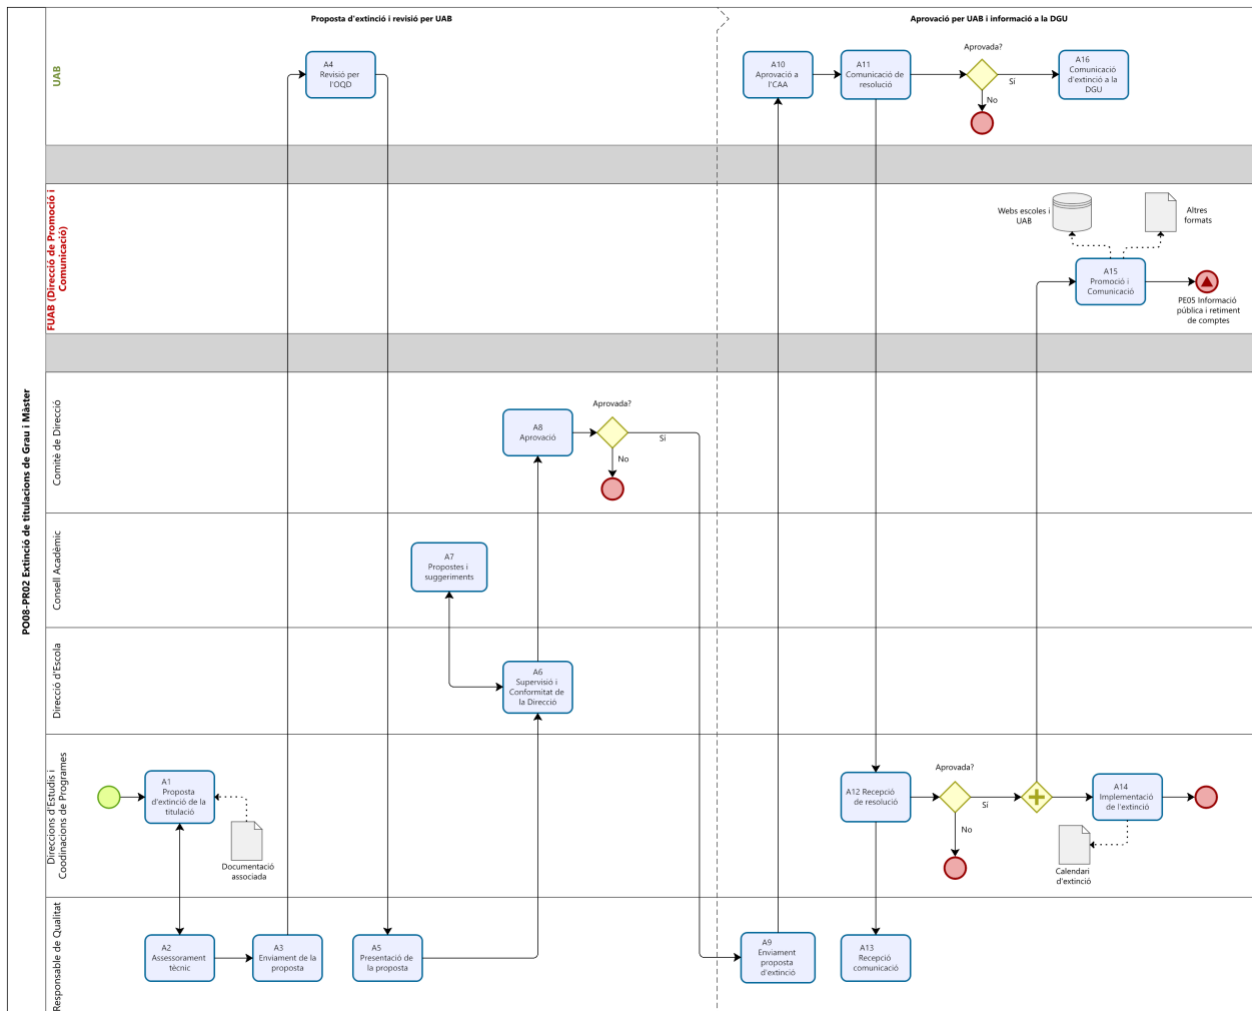 PO08-PR02 Extinció de titulacions de Grau i Màster
Proposta d'extinció i revisió per UAB
Aprovació per UAB i informació a la DGU
UAB
A4
Revisió per
l'OQD
A10
Aprovació a
l'CAA
A11
Comunicació de
resolució
Aprovada?
Sí
No
A16
Comunicació
d'extinció a la
DGU
FUAB (Direcció de Promoció i
Comunicació)
Webs escoles i
UAB
Altres
formats
A15
Promoció i
Comunicació
PE05 Informació
pública i retiment
de comptes
Comitè de Direcció
A8
Aprovació
Aprovada?
Sí
No
Consell Acadèmic
A7
Propostes i
suggeriments
Direcció d'Escola
A6
Supervisió i
Conformitat de
la Direcció
Direccions d'Estudis i
Coodinacions de Programes
A1
Proposta
d'extinció de la
titulació
Documentació
associada
A12 Recepció
de resolució
Aprovada?
Sí
No
A14
Implementació
de l'extinció
Calendari
d'extinció
Responsable de Qualitat
A2
Assessorament
tècnic
A3
Enviament de la
proposta
A5
Presentació de
la proposta
A9
Enviament
proposta
d'extinció
A13
Recepció
comunicació